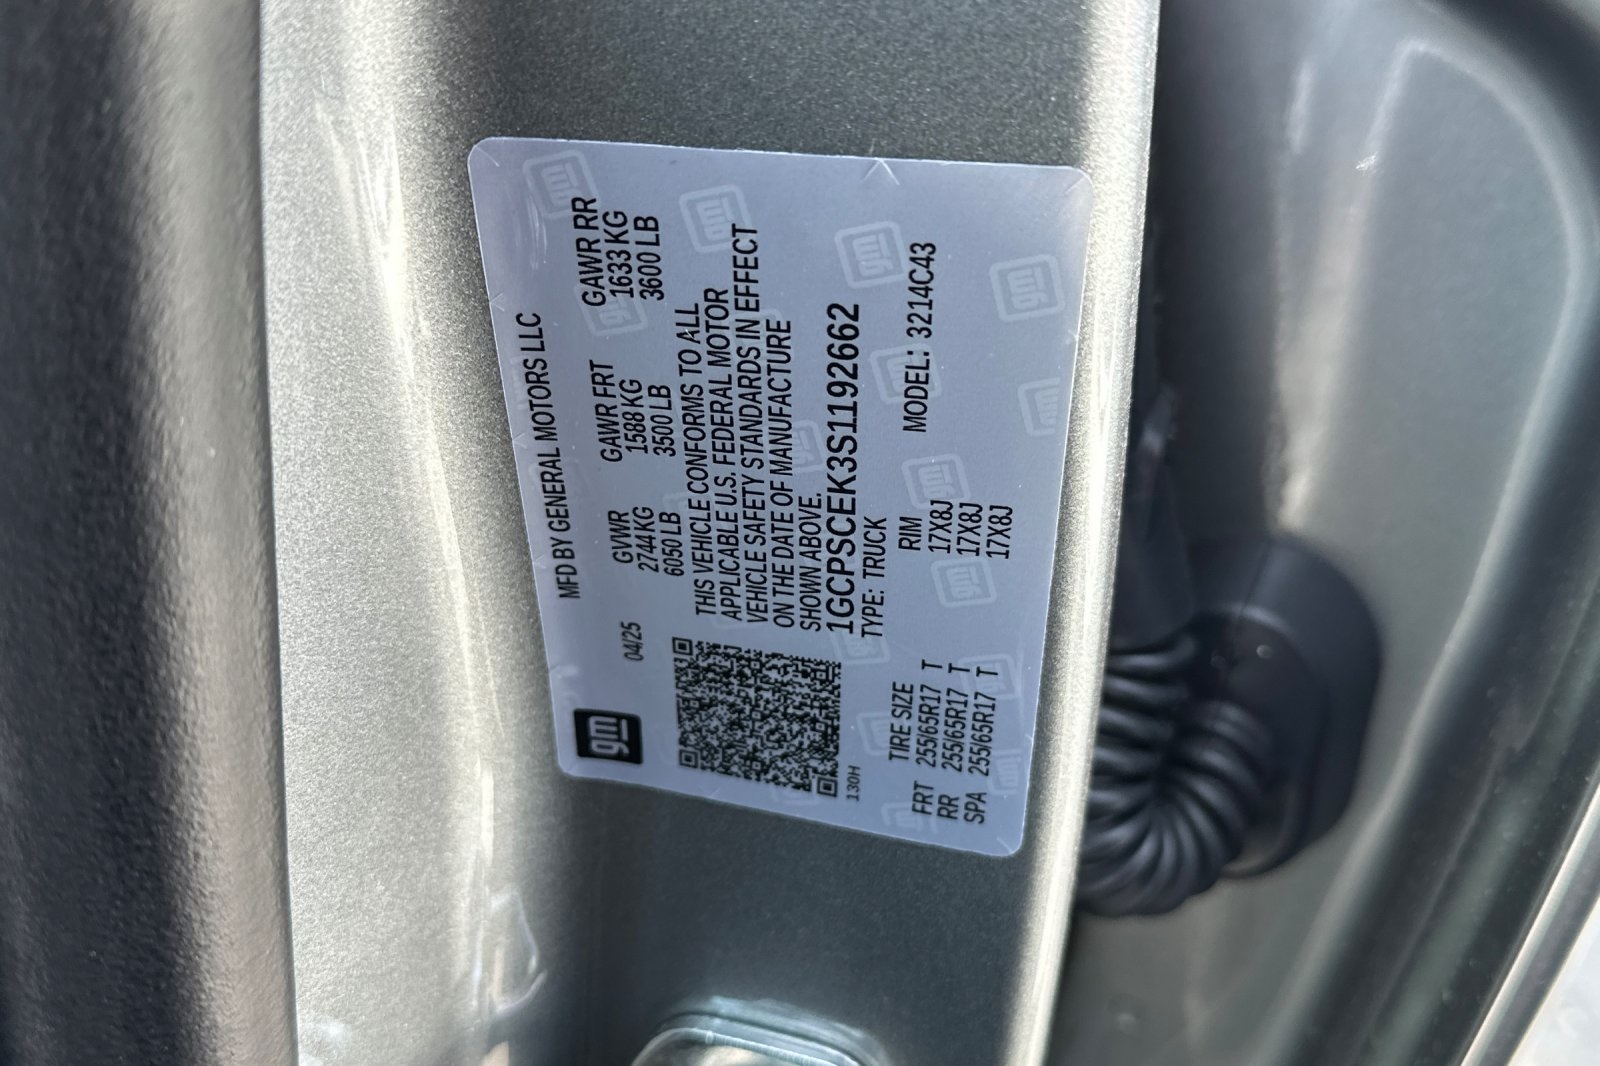 MFD BY GENERAL MOTORS LLC
gm
04/25
GVWR GAWR FRT GAWR RR
2744 KG 1588 KG 1633 KG
6050 LB 3500 LB 3600 LB
THIS VEHICLE CONFORMS TO ALL
APPLICABLE U.S. FEDERAL MOTOR
VEHICLE SAFETY STANDARDS IN EFFECT
ON THE DATE OF MANUFACTURE
SHOWN ABOVE.
1GCPSCEK3S1192662
130H
TYPE: TRUCK
MODEL: 3214C43
TIRE SIZE RIM
FRT 255/65R17 T 17X8J
RR 255/65R17 T 17X8J
SPA 255/65R17 T 17X8J